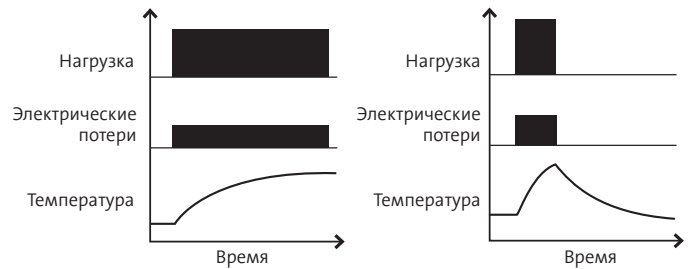 Нагрузка
Электрические
потери
Температура
Время
Нагрузка
Электрические
потери
Температура
Время